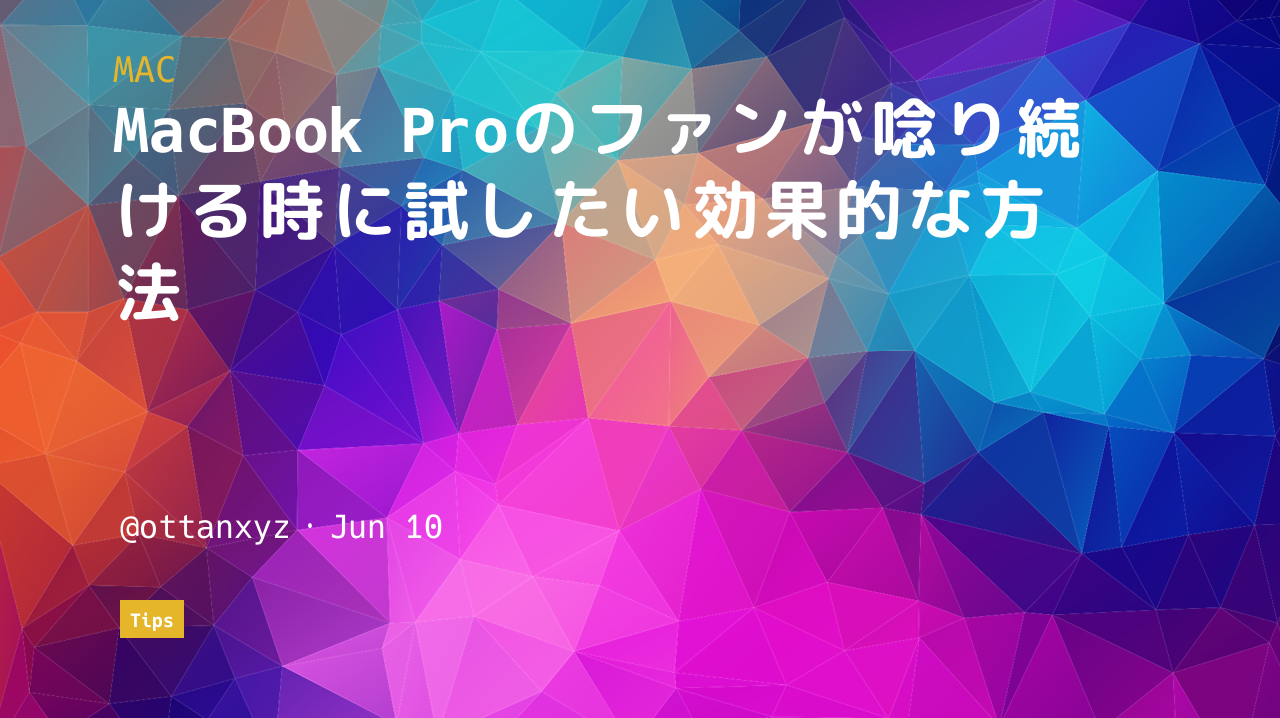 MAC
MacBook Proのファンが唸り続
ける時に試したい効果的な方
法
@ottanxyz・Jun 10
Tips